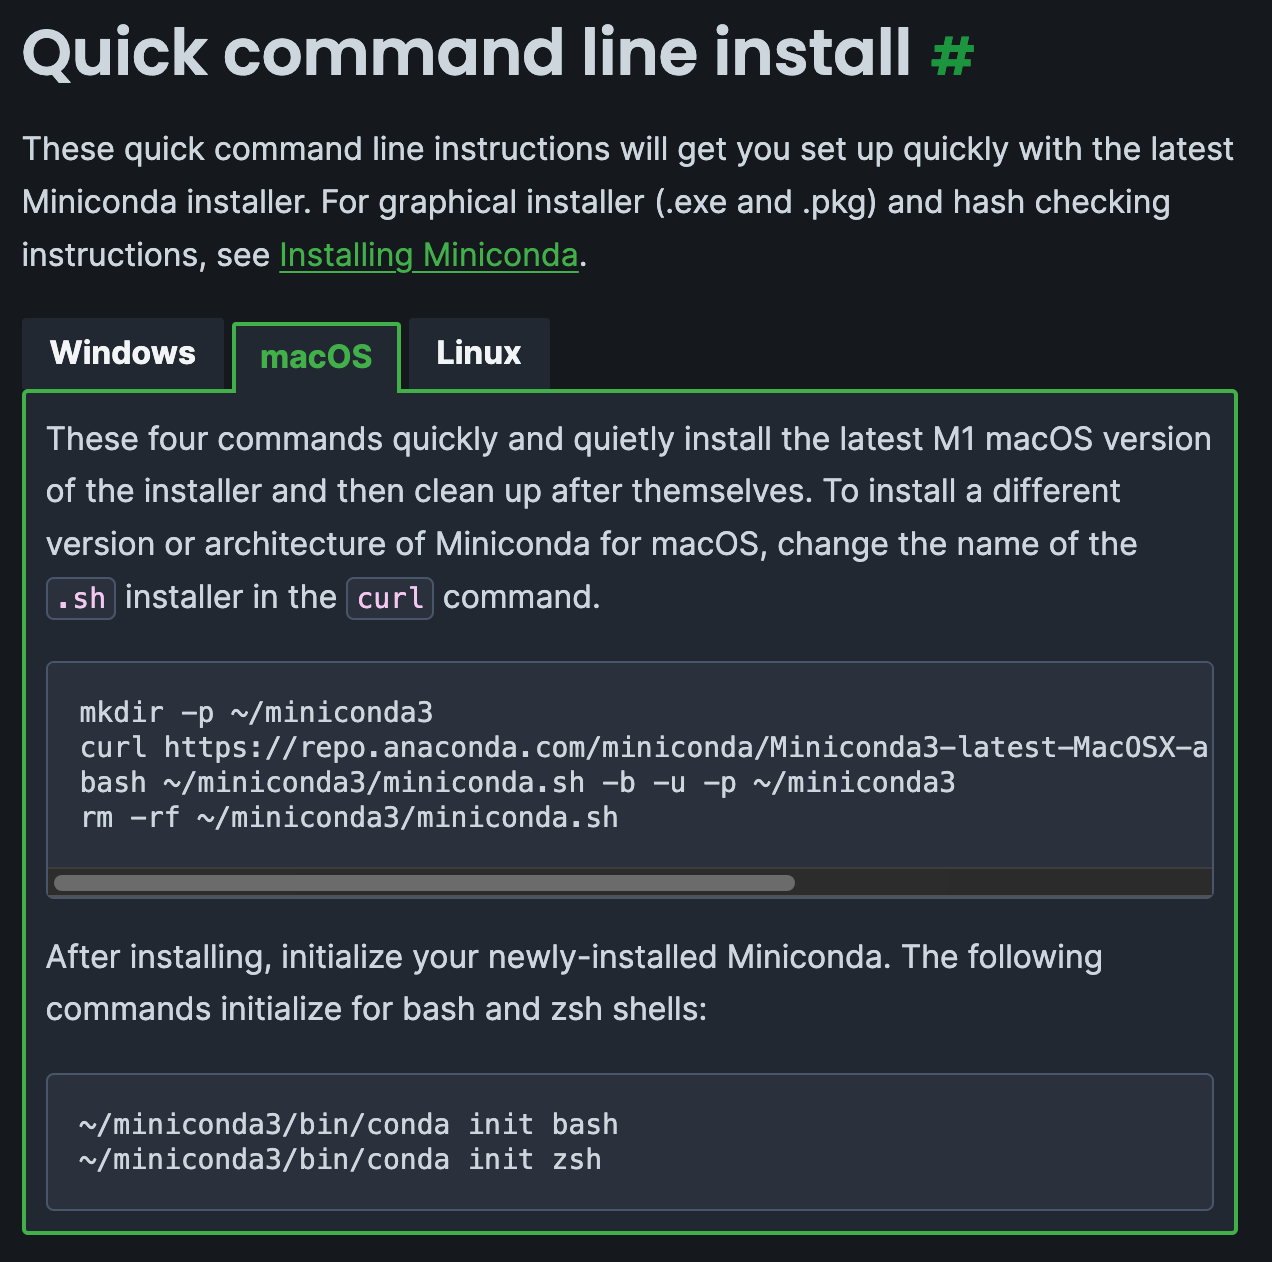 Quick command line install #
These quick command line instructions will get you set up quickly with the latest
Miniconda installer. For graphical installer (.exe and .pkg) and hash checking
instructions, see Installing Miniconda.
Windows
macOS
Linux
These four commands quickly and quietly install the latest M1 macOS version
of the installer and then clean up after themselves. To install a different
version or architecture of Miniconda for macOS, change the name of the
.sh installer in the curl command.
mkdir -p ~/miniconda3
curl https://repo.anaconda.com/miniconda/Miniconda3-latest-MacOSX-a
bash ~/miniconda3/miniconda.sh -b -u -p ~/miniconda3
rm -rf ~/miniconda3/miniconda.sh
After installing, initialize your newly-installed Miniconda. The following
commands initialize for bash and zsh shells:
~/miniconda3/bin/conda init bash
~/miniconda3/bin/conda init zsh